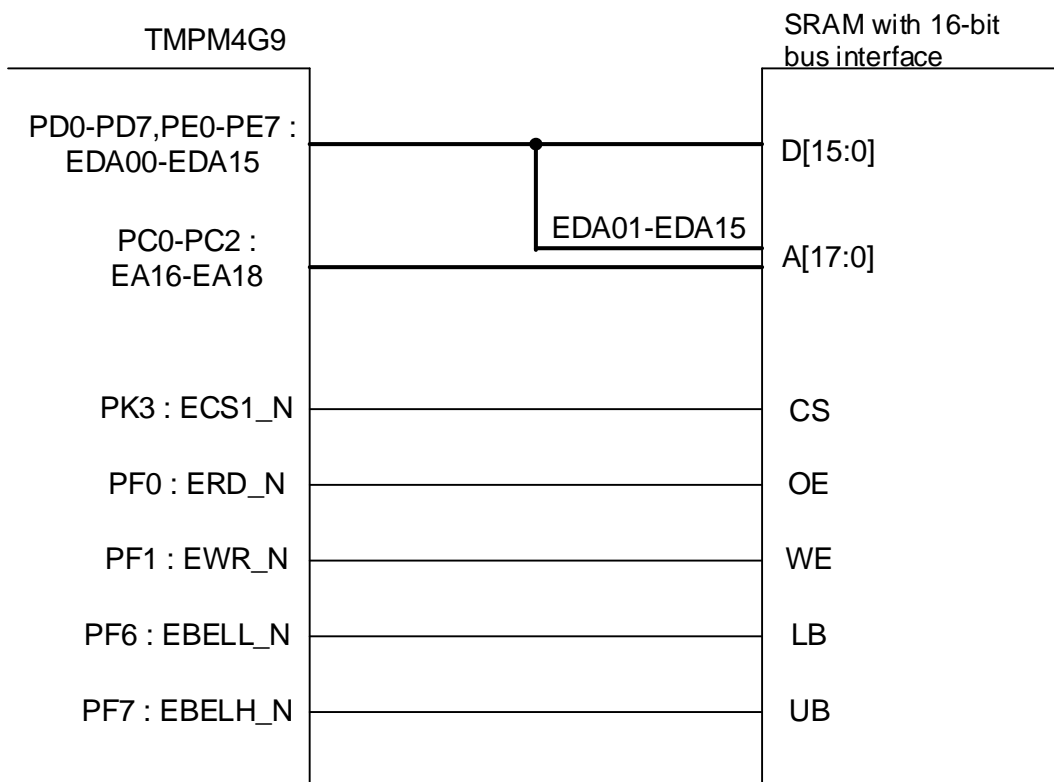 TMPM4G9
SRAM with 16-bit
bus interface
PD0-PD7,PE0-PE7 :
EDA00-EDA15
D[15:0]
EDA01-EDA15
PC0-PC2 :
EA16-EA18
A[17:0]
PK3 : ECS1_N
CS
PF0 : ERD_N
OE
PF1 : EWR_N
WE
PF6 : EBELL_N
LB
PF7 : EBELH_N
UB